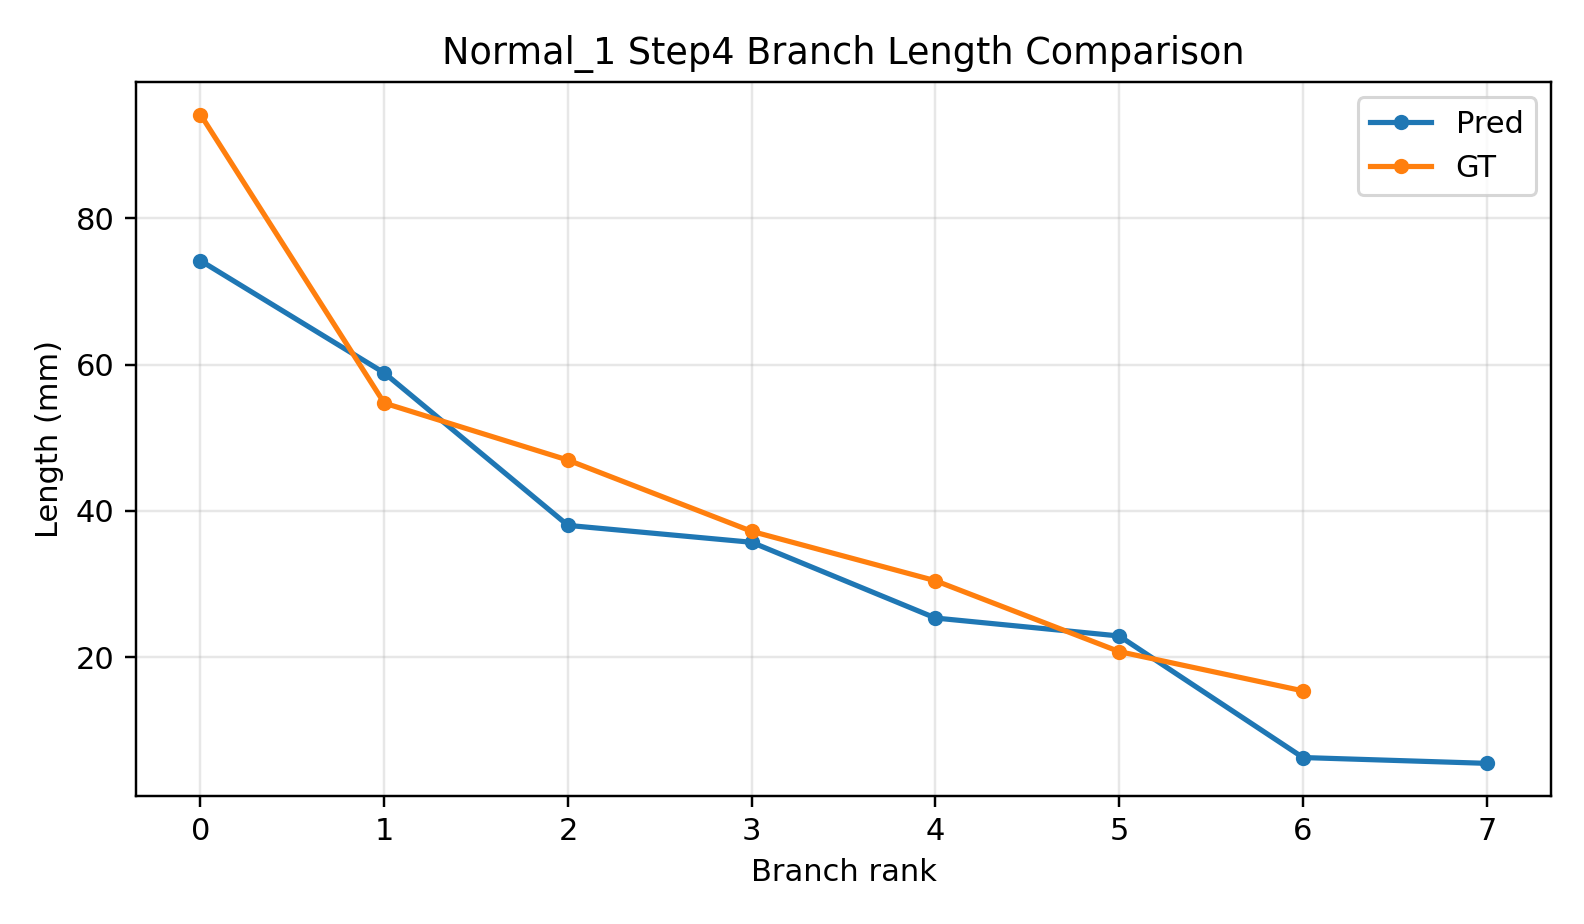 Normal_1 Step4 Branch Length Comparison
Pred
GT
Length (mm)
80
60
40
20
0 1 2 3 4 5 6 7
Branch rank